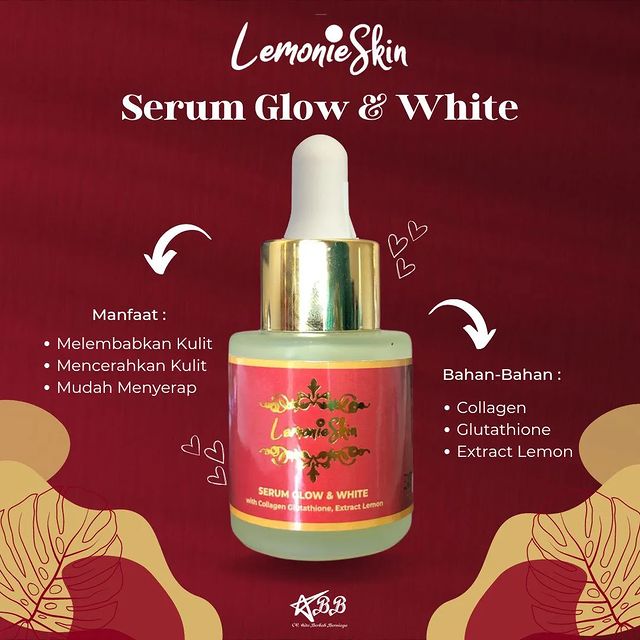 LemonieSkin
Serum Glow & White
Manfaat :
• Melembabkan Kulit
• Mencerahkan Kulit
• Mudah Menyerap
Bahan-Bahan :
• Collagen
• Glutathione
• Extract Lemon
LemonieSkin
SERUM GLOW & WHITE
with Collagen Glutathione, Extract Lemon
ABB